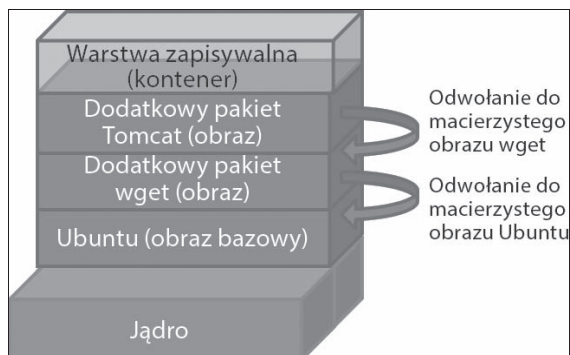 Warstwa zapisywalna
(kontener)
Dodatkowy pakiet
Tomcat (obraz)
Dodatkowy pakiet
wget (obraz)
Ubuntu (obraz bazowy)
Jądro
Odwołanie do
macierzystego
obrazu wget
Odwołanie do
macierzystego
obrazu Ubuntu